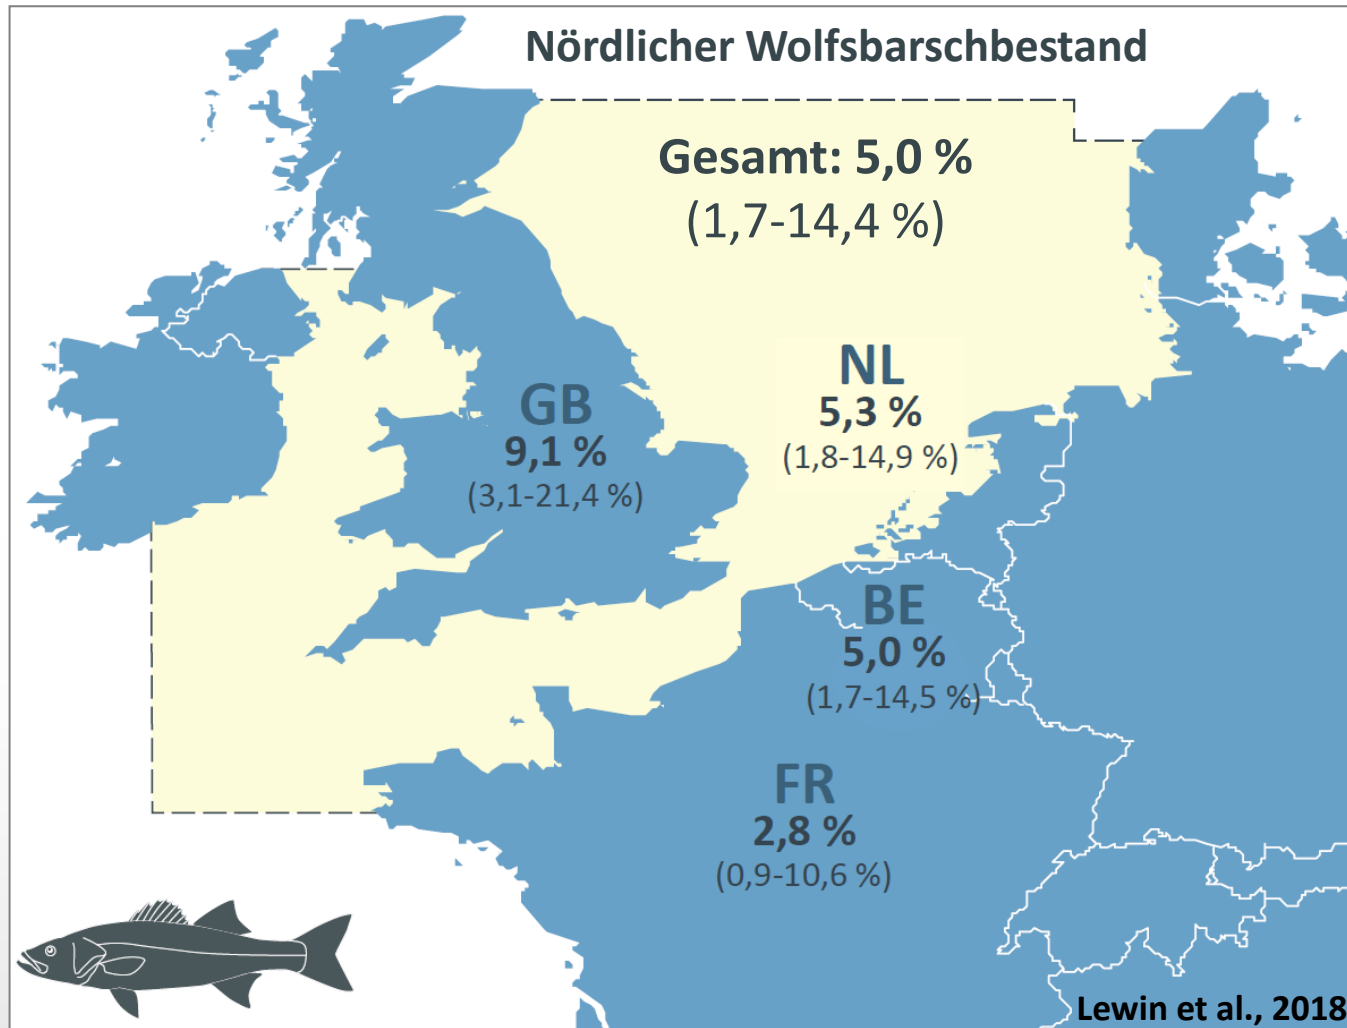 Nördlicher Wolfsbarschbestand
Gesamt: 5,0 %
(1,7-14,4 %)
NL
5,3 %
(1,8-14,9 %)
GB
9,1 %
(3,1-21,4 %)
BE
5,0 %
(1,7-14,5 %)
FR
2,8 %
(0,9-10,6 %)
Lewin et al., 2018